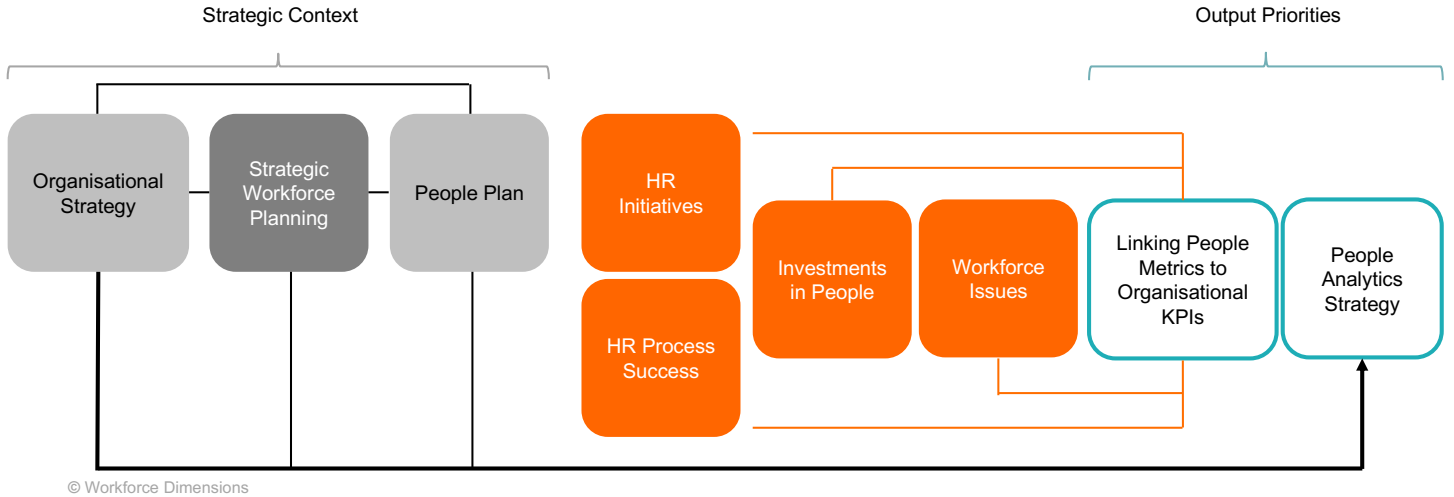 Strategic Context
Output Priorities
Organisational
Strategy
Strategic
Workforce
Planning
People Plan
HR
Initiatives
HR Process
Success
Investments
in People
Workforce
Issues
Linking People
Metrics to
Organisational
KPIs
People
Analytics
Strategy
© Workforce Dimensions